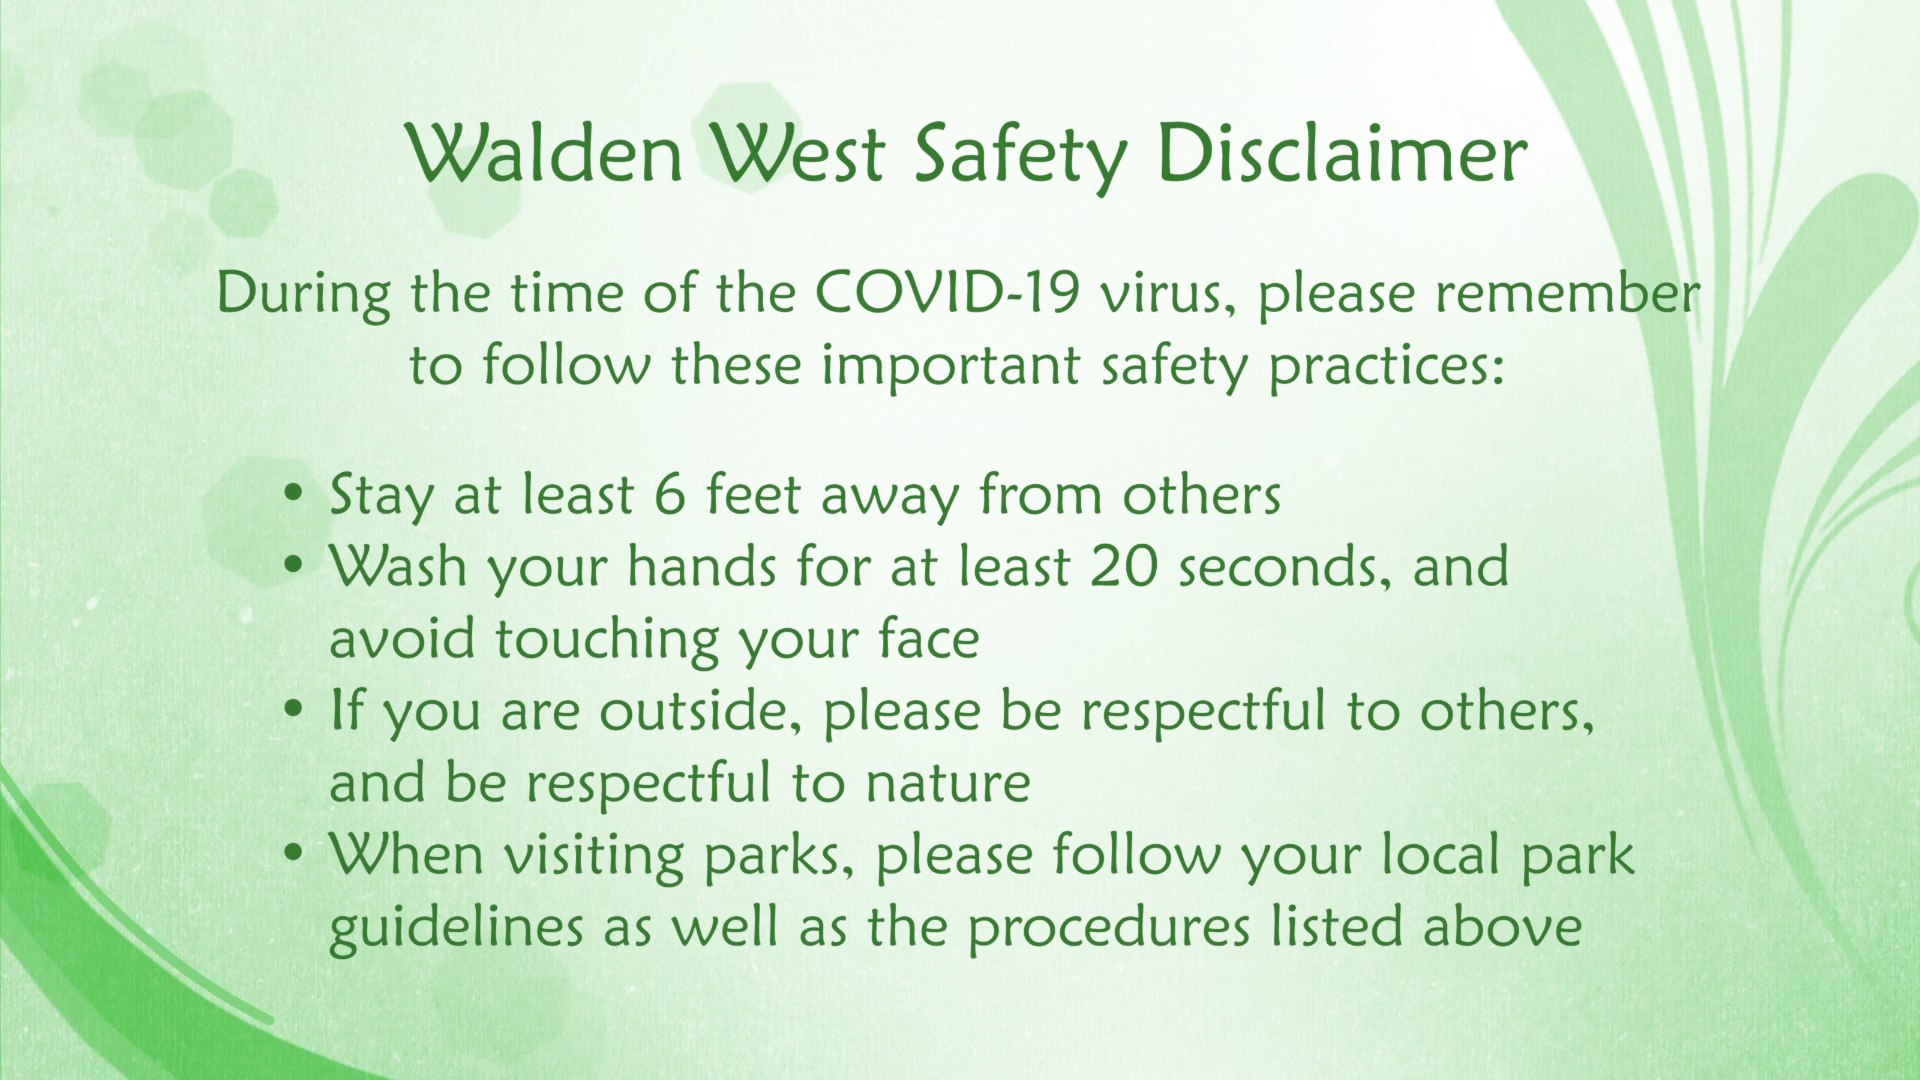 Walden West Safety Disclaimer
During the time of the COVID-19 virus, please remember
to follow these important safety practices:
• Stay at least 6 feet away from others
• Wash your hands for at least 20 seconds, and
avoid touching your face
• If you are outside, please be respectful to others,
and be respectful to nature
• When visiting parks, please follow your local park
guidelines as well as the procedures listed above